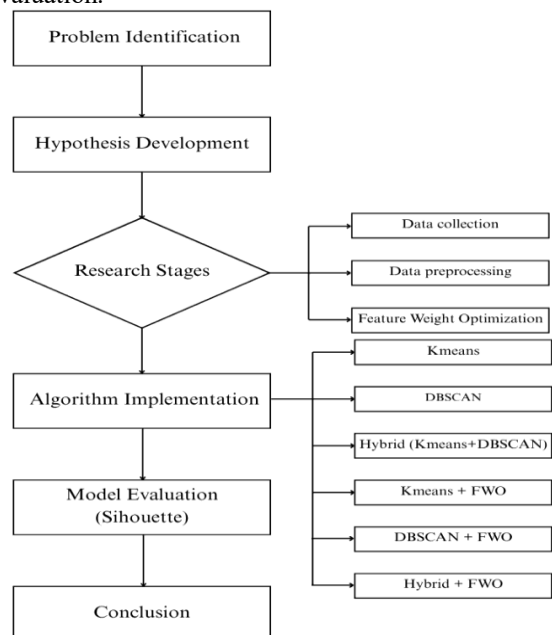 Problem Identification
Hypothesis Development
Research Stages
Data collection
Data preprocessing
Feature Weight Optimization
Algorithm Implementation
Kmeans
DBSCAN
Hybrid (Kmeans+DBSCAN)
Kmeans + FWO
DBSCAN + FWO
Hybrid + FWO
Model Evaluation
(Sihouette)
Conclusion